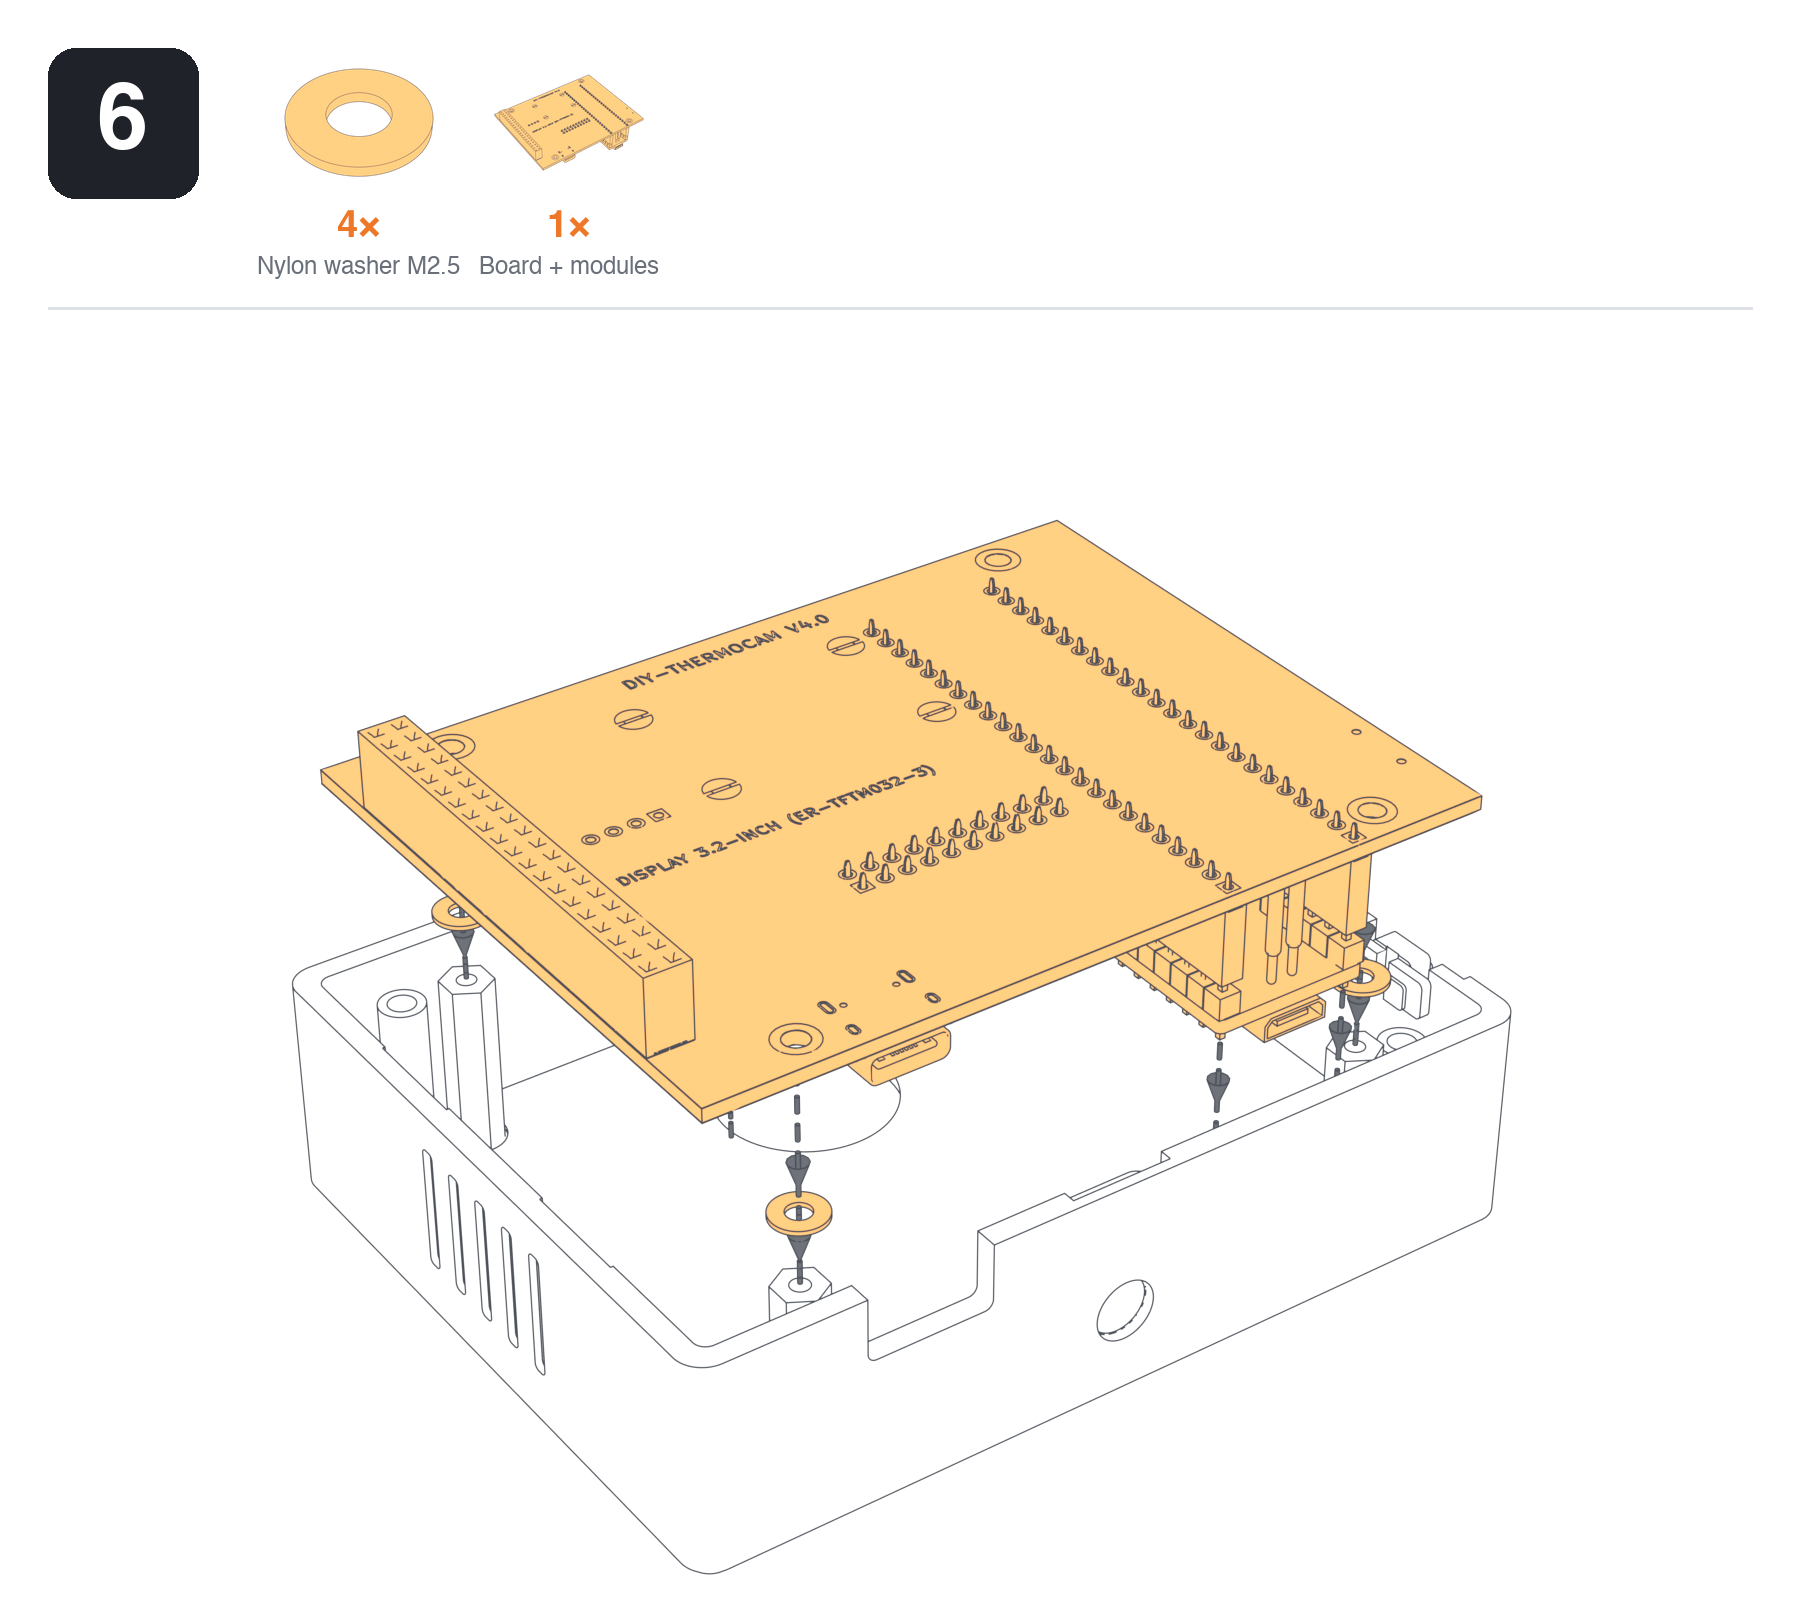 6
4×
1×
Nylon washer M2.5
Board + modules
DIY-THERMOCAM V4.0
DISPLAY 3.2-INCH (ER-TFTM032-3)